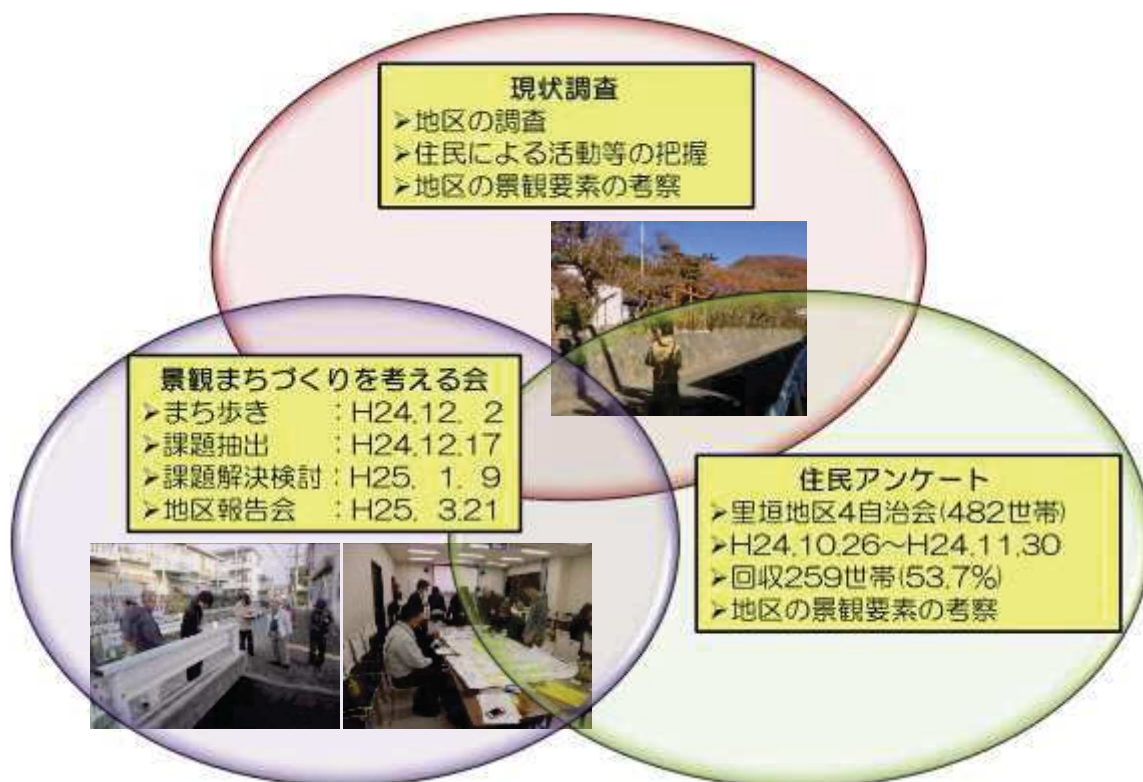 現状調査
➢地区の調査
➢住民による活動等の把握
➢地区の景観要素の考察
景観まちづくりを考える会
➢まち歩き　　　：H24.12.　2
➢課題抽出　　　：H24.12.17
➢課題解決検討：H25.　1.　9
➢地区報告会　：H25.　3.21
住民アンケート
➢里垣地区4自治会(482世帯)
➢H24.10.26～H24.11.30
➢回収259世帯(53.7%)
➢地区の景観要素の考察